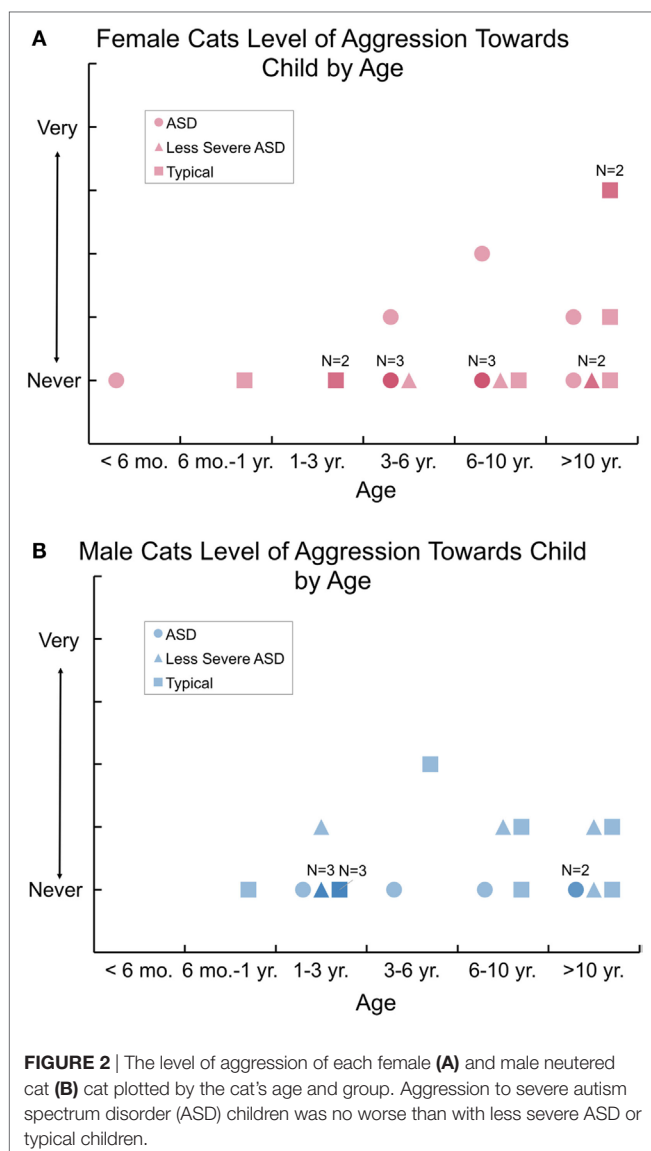 A Female Cats Level of Aggression Towards
Child by Age
Very
ASD
Less Severe ASD
Typical
N=2
N=2
N=3
N=3
N=2
Never
< 6 mo. 6 mo.-1 yr. 1-3 yr. 3-6 yr. 6-10 yr. >10 yr.
Age
B Male Cats Level of Aggression Towards Child
by Age
Very
ASD
Less Severe ASD
Typical
N=3 N=3
N=2
Never
< 6 mo. 6 mo.-1 yr. 1-3 yr. 3-6 yr. 6-10 yr. >10 yr.
Age
FIGURE 2 | The level of aggression of each female (A) and male neutered
cat (B) cat plotted by the cat's age and group. Aggression to severe autism
spectrum disorder (ASD) children was no worse than with less severe ASD or
typical children.